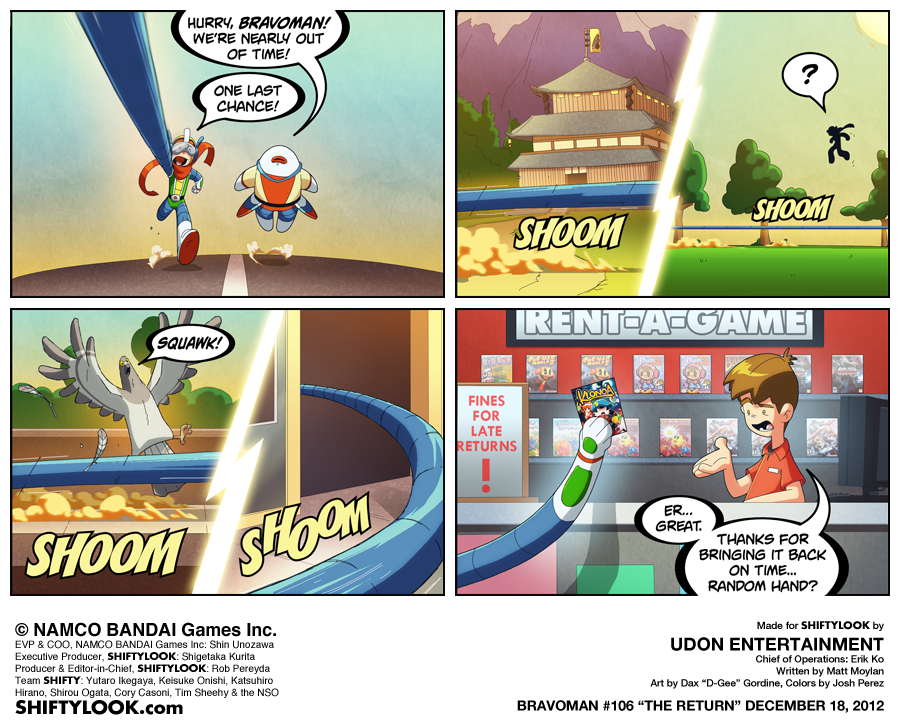 HURRY, BRAVOMAN!
WE'RE NEARLY OUT
OF TIME!
ONE LAST
CHANCE!
?
SHOOM
SHOOM
SQUAWK!
SHOOM
SHOOM
RENT-A-GAME
FINES
FOR
LATE
RETURNS
!
KLONOA
ER...
GREAT.
THANKS FOR
BRINGING IT BACK
ON TIME...
RANDOM HAND?
© NAMCO BANDAI Games Inc.
EVP & COO, NAMCO BANDAI Games Inc: Shin Unozawa
Executive Producer, SHIFTYLOOK: Shigetaka Kurita
Producer & Editor-in-Chief, SHIFTYLOOK: Rob Pereyda
Team SHIFTY: Yutaro Ikegaya, Keisuke Onishi, Katsuhiro
Hirano, Shirou Ogata, Cory Casoni, Tim Sheehy & the NSO
SHIFTYLOOK.com
Made for SHIFTYLOOK by
UDON ENTERTAINMENT
Chief of Operations: Erik Ko
Written by Matt Moylan
Art by Dax “D-Gee” Gordine, Colors by Josh Perez
BRAVOMAN #106 “THE RETURN” DECEMBER 18, 2012